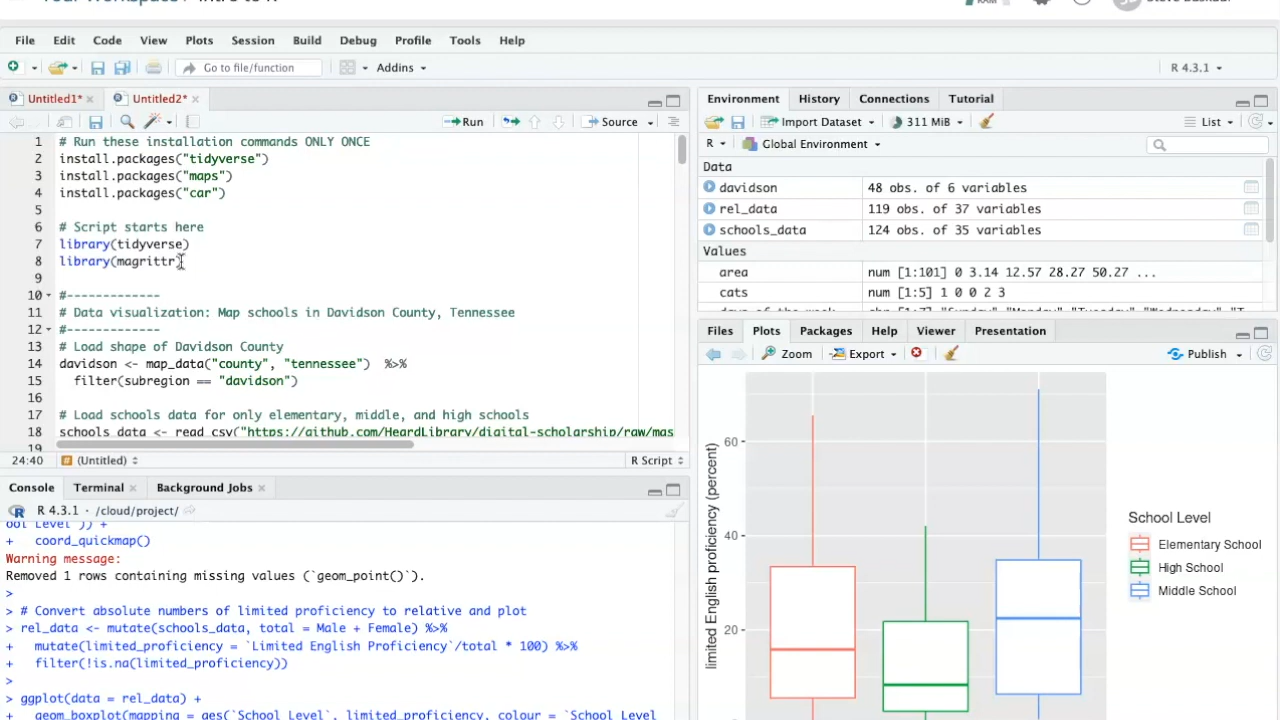 File Edit Code View Plots Session Build Debug Profile Tools Help
Go to file/function Addins R 4.3.1
Untitled1* Untitled2*
Run Source
1 # Run these installation commands ONLY ONCE
2 install.packages("tidyverse")
3 install.packages("maps")
4 install.packages("car")
5
6 # Script starts here
7 library(tidyverse)
8 library(magrittr)
9
10 #-------------
11 # Data visualization: Map schools in Davidson County, Tennessee
12 #-------------
13 # Load shape of Davidson County
14 davidson <- map_data("county", "tennessee") %>%
15 filter(subregion == "davidson")
16
17 # Load schools data for only elementary, middle, and high schools
18 schools_data <- read_csv("https://github.com/HeardLibrary/digital-scholarship/raw/mas
19
24:40 (Untitled) R Script
Console Terminal Background Jobs
R 4.3.1 · /cloud/project/
ool Level`)) +
+ coord_quickmap()
Warning message:
Removed 1 rows containing missing values (`geom_point()`).
>
> # Convert absolute numbers of limited proficiency to relative and plot
> rel_data <- mutate(schools_data, total = Male + Female) %>%
+ mutate(limited_proficiency = `Limited English Proficiency`/total * 100) %>%
+ filter(!is.na(limited_proficiency))
>
> ggplot(data = rel_data) +
+ geom_boxplot(mapping = aes(`School Level`, limited_proficiency, colour = `School Level
Environment History Connections Tutorial
Import Dataset 311 MiB List
R Global Environment
Data
davidson 48 obs. of 6 variables
rel_data 119 obs. of 37 variables
schools_data 124 obs. of 35 variables
Values
area num [1:101] 0 3.14 12.57 28.27 50.27 ...
cats num [1:5] 1 0 0 2 3
Files Plots Packages Help Viewer Presentation
Zoom Export Publish
60
40
20
limited English proficiency (percent)
School Level
Elementary School
High School
Middle School